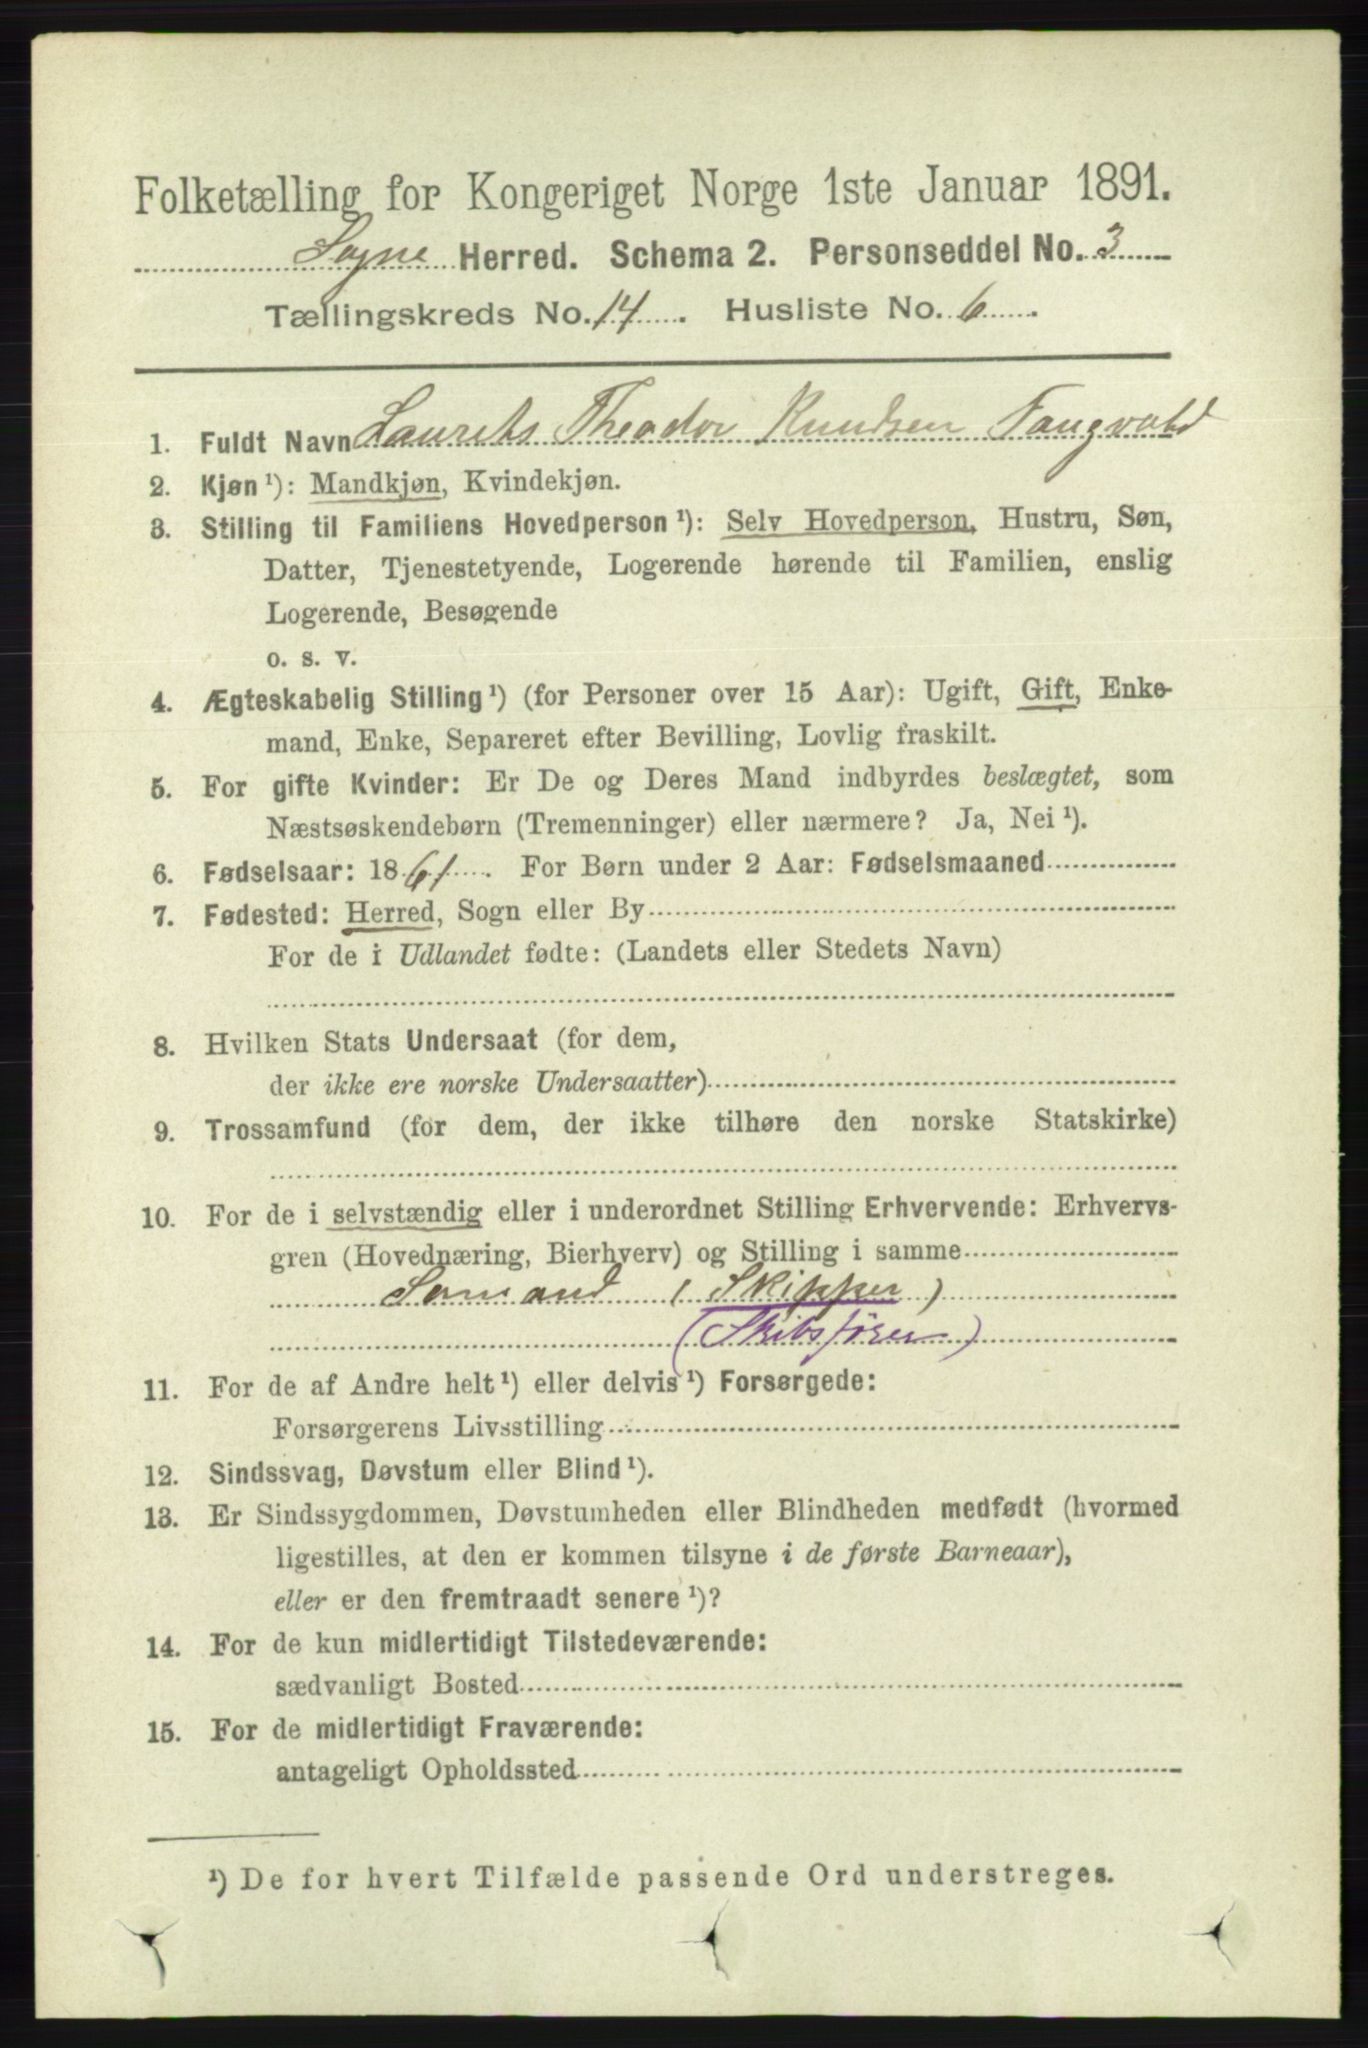 Folketælling for Kongeriget Norge 1ste Januar 1891.
Søgne Herred. Schema 2. Personseddel No. 3
Tællingskreds No. 14. Husliste No. 6.
1. Fuldt Navn Laurits Theodor Knudsen Tangvald
2. Kjøn ¹): Mandkjøn, Kvindekjøn.
3. Stilling til Familiens Hovedperson ¹): Selv Hovedperson, Hustru, Søn,
Datter, Tjenestetyende, Logerende hørende til Familien, enslig
Logerende, Besøgende
o. s. v.
4. Ægteskabelig Stilling ¹) (for Personer over 15 Aar): Ugift, Gift, Enke-
mand, Enke, Separeret efter Bevilling, Lovlig fraskilt.
5. For gifte Kvinder: Er De og Deres Mand indbyrdes beslægtet, som
Næstsøskendebørn (Tremenninger) eller nærmere? Ja, Nei ¹).
6. Fødselsaar: 1861. For Børn under 2 Aar: Fødselsmaaned
7. Fødested: Herred, Sogn eller By
For de i Udlandet fødte: (Landets eller Stedets Navn)
8. Hvilken Stats Undersaat (for dem,
der ikke ere norske Undersaatter)
9. Trossamfund (for dem, der ikke tilhøre den norske Statskirke)
10. For de i selvstændig eller i underordnet Stilling Erhvervende: Erhvervs-
gren (Hovednæring, Bierhverv) og Stilling i samme
Sømand (Skipper)
(Skibsfører)
11. For de af Andre helt ¹) eller delvis ¹) Forsørgede:
Forsørgerens Livsstilling
12. Sindssvag, Døvstum eller Blind ¹).
13. Er Sindssygdommen, Døvstumheden eller Blindheden medfødt (hvormed
ligestilles, at den er kommen tilsyne i de første Barneaar),
eller er den fremtraadt senere ¹)?
14. For de kun midlertidigt Tilstedeværende:
sædvanligt Bosted
15. For de midlertidigt Fraværende:
antageligt Opholdssted
¹) De for hvert Tilfælde passende Ord understreges.